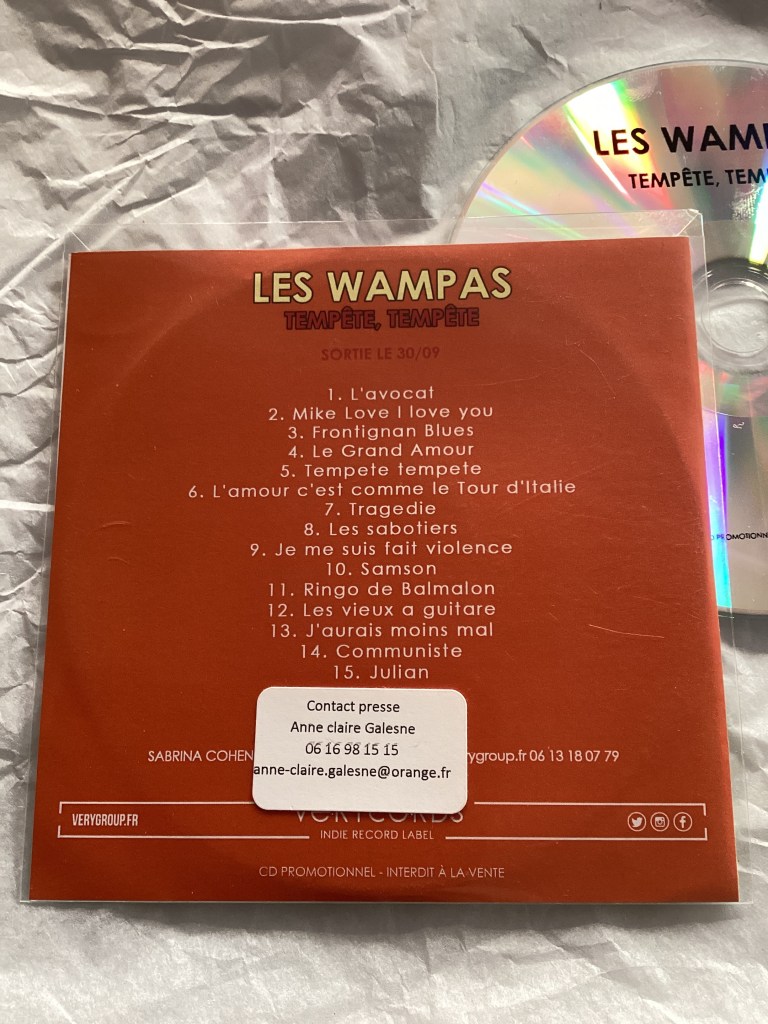 LES WAMPAS
TEMPÊTE, TEMPÊTE
SORTIE LE 30/09
1. L'avocat
2. Mike Love I love you
3. Frontignan Blues
4. Le Grand Amour
5. Tempete tempete
6. L'amour c'est comme le Tour d'Italie
7. Tragedie
8. Les sabotiers
9. Je me suis fait violence
10. Samson
11. Ringo de Balmalon
12. Les vieux a guitare
13. J'aurais moins mal
14. Communiste
15. Julian
Contact presse
Anne claire Galesne
06 16 98 15 15
anne-claire.galesne@orange.fr
SABRINA COHEN
rygroup.fr 06 13 18 07 79
VERYCORDS
INDIE RECORD LABEL
VERYGROUP.FR
CD PROMOTIONNEL - INTERDIT À LA VENTE
LES WAMP
TEMPÊTE, TEMP
PROMOTIONN